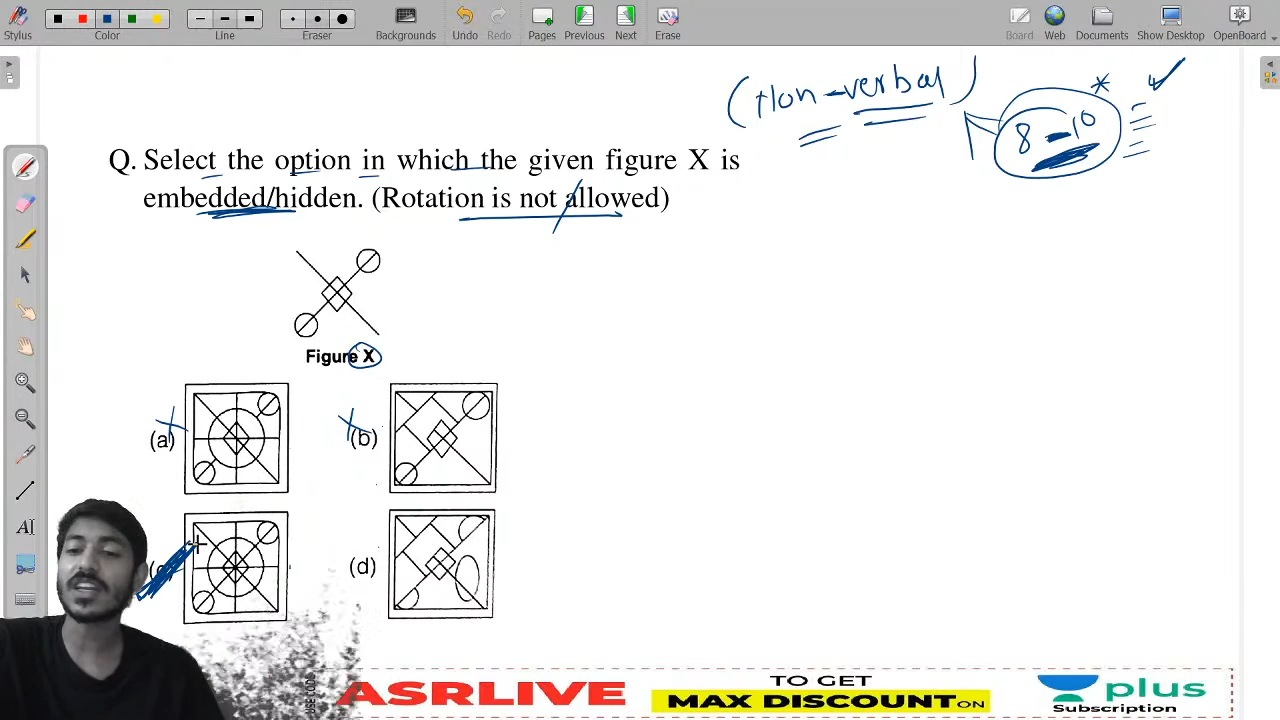 Stylus
Color
Line
Eraser
Backgrounds
Undo
Redo
Pages
Previous
Next
Erase
Board
Web
Documents
Show Desktop
OpenBoard
(Non-verbal)
8-10
Q. Select the option in which the given figure X is
embedded/hidden. (Rotation is not allowed)
Figure X
(a)
(b)
(d)
ASRLIVE
TO GET
MAX DISCOUNT ON
plus
Subscription